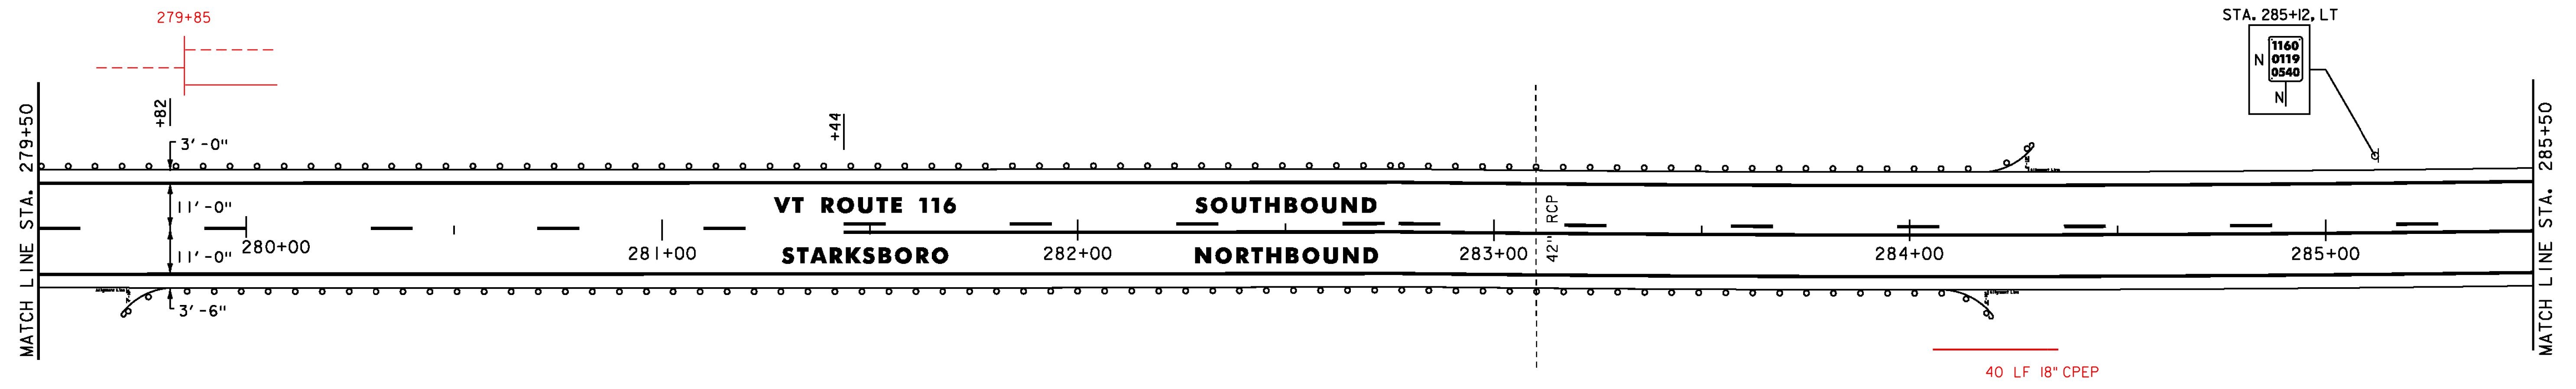 279+85
STA. 285+12, LT
1160
0119
0540
N
N
MATCH LINE STA. 279+50
+82
+44
3'-0"
11'-0"
11'-0"
3'-6"
VT ROUTE 116 SOUTHBOUND
STARKSBORO NORTHBOUND
280+00
281+00
282+00
283+00
284+00
285+00
42" RCP
MATCH LINE STA. 285+50
40 LF 18" CPEP